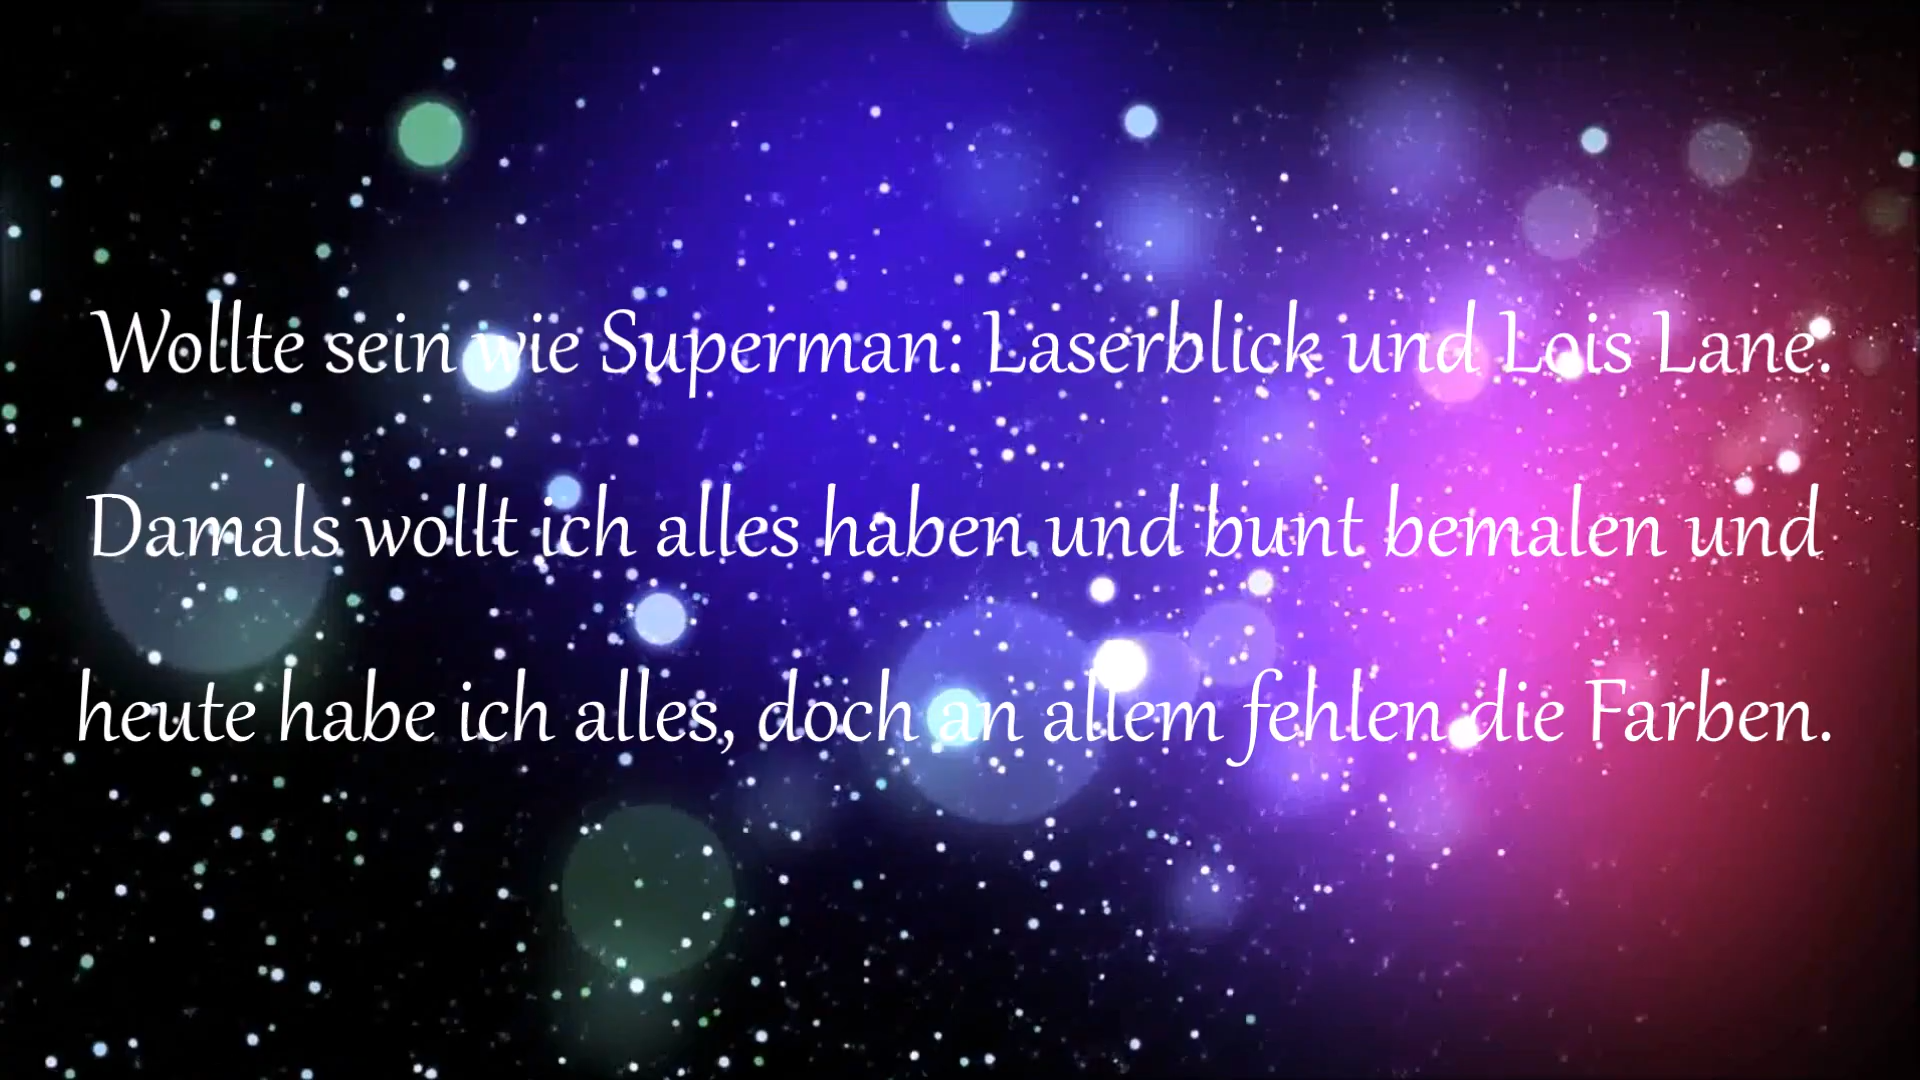 Wollte sein wie Superman: Laserblick und Lois Lane.
Damals wollt ich alles haben und bunt bemalen und
heute habe ich alles, doch an allem fehlen die Farben.